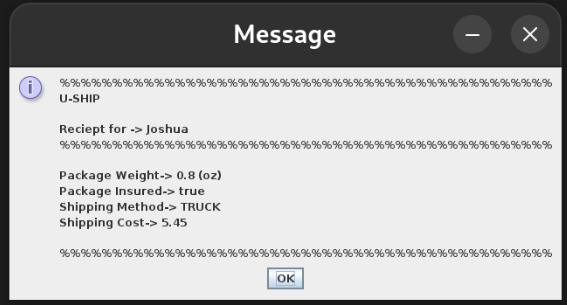 Message
%%%%%%%%%%%%%%%%%%%%%%%%%%%%%%%%%%%%%%%%%%%%%%%
U-SHIP
Reciept for -> Joshua
%%%%%%%%%%%%%%%%%%%%%%%%%%%%%%%%%%%%%%%%%%%%%%%
Package Weight-> 0.8 (oz)
Package Insured-> true
Shipping Method-> TRUCK
Shipping Cost-> 5.45
%%%%%%%%%%%%%%%%%%%%%%%%%%%%%%%%%%%%%%%%%%%%%%%
OK